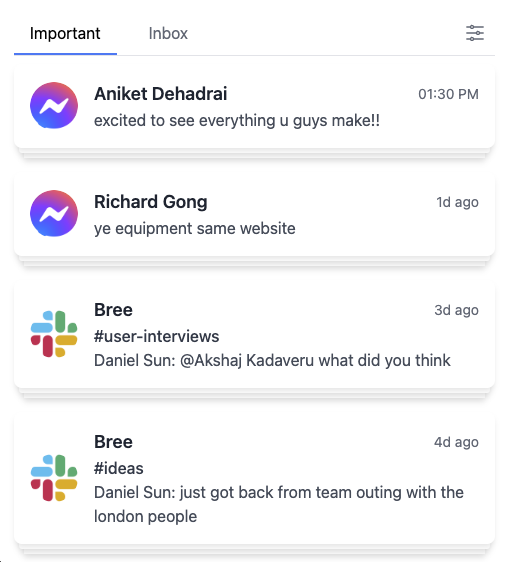 Important
Inbox
Aniket Dehadrai
01:30 PM
excited to see everything u guys make!!
Richard Gong
1d ago
ye equipment same website
Bree
3d ago
#user-interviews
Daniel Sun: @Akshaj Kadaveru what did you think
Bree
4d ago
#ideas
Daniel Sun: just got back from team outing with the
london people